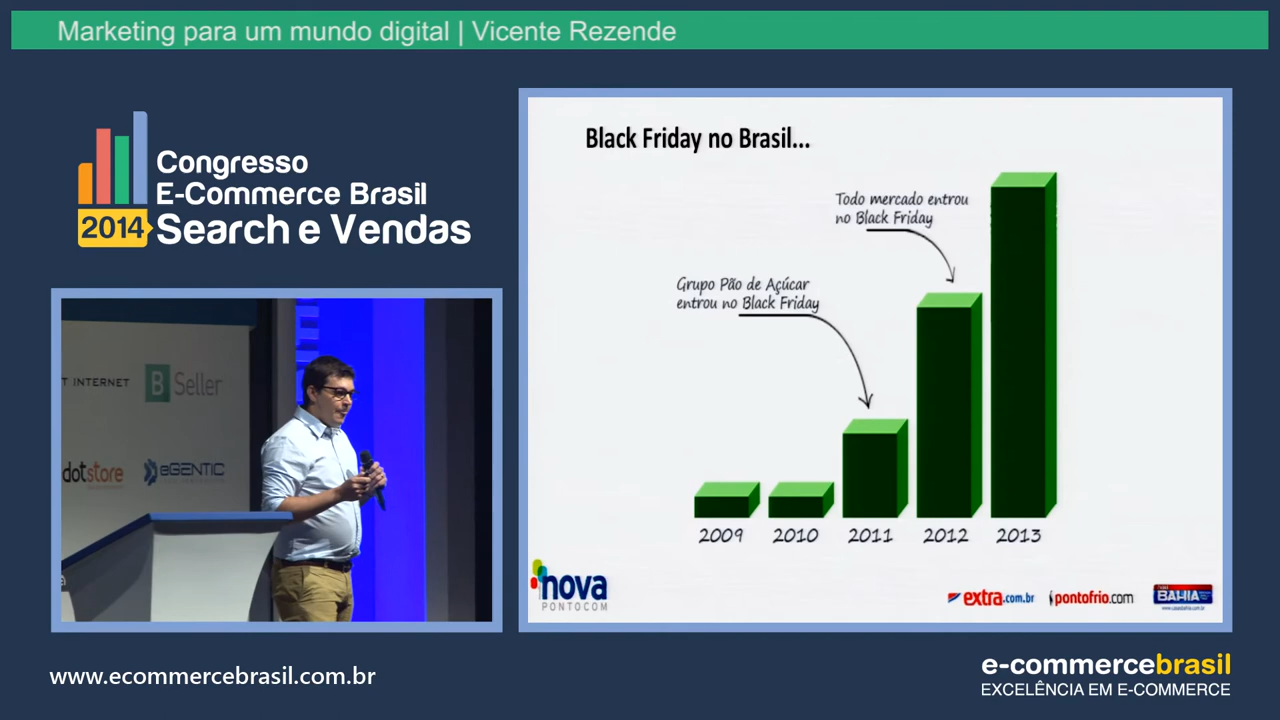 Marketing para um mundo digital | Vicente Rezende
Congresso
E-Commerce Brasil
2014 Search e Vendas
Black Friday no Brasil...
Todo mercado entrou
no Black Friday
Grupo Pão de Açúcar
entrou no Black Friday
2009 2010 2011 2012 2013
nova
PONTOCOM
extra.com.br pontofrio.com BAHIA
T INTERNET B Seller
dotstore eGENTIC
www.ecommercebrasil.com.br
e-commercebrasil
EXCELÊNCIA EM E-COMMERCE